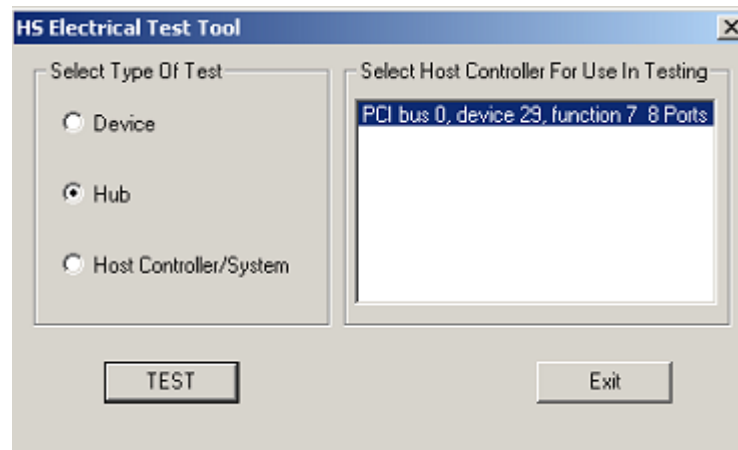 HS Electrical Test Tool
Select Type Of Test
Device
Hub
Host Controller/System
Select Host Controller For Use In Testing
PCI bus 0, device 29, function 7 8 Ports
TEST
Exit